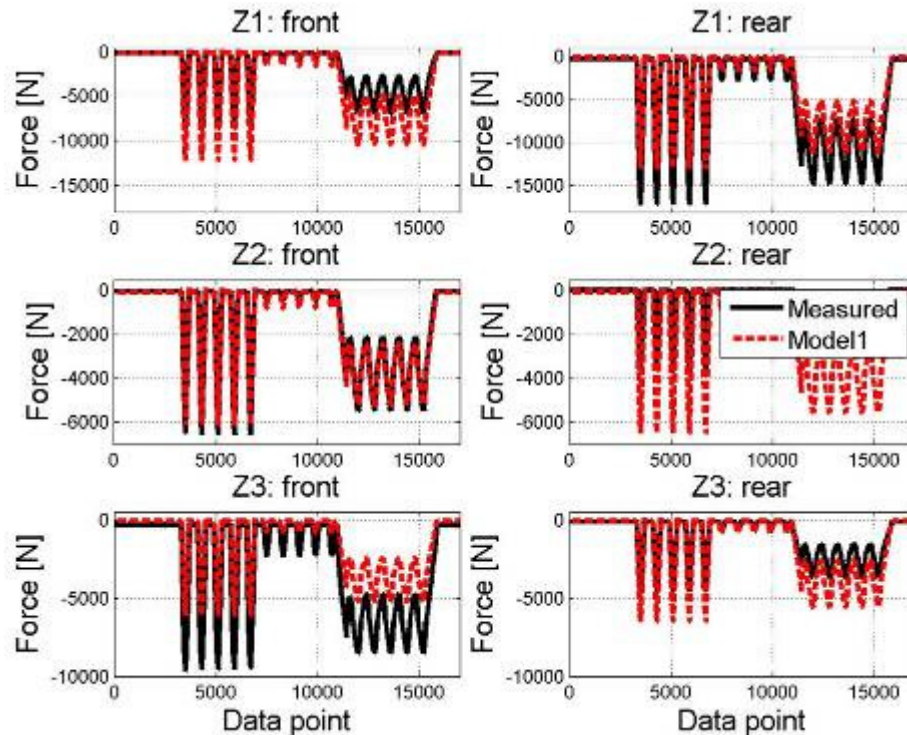 Z1: front
Z1: rear
Force [N]
0
-5000
-10000
-15000
0 5000 10000 15000
Force [N]
0
-5000
-10000
-15000
0 5000 10000 15000
Z2: front
Z2: rear
Force [N]
0
-2000
-4000
-6000
0 5000 10000 15000
Force [N]
0
-2000
-4000
-6000
0 5000 10000 15000
Measured
Model1
Z3: front
Z3: rear
Force [N]
0
-5000
-10000
0 5000 10000 15000
Data point
Force [N]
0
-5000
-10000
0 5000 10000 15000
Data point